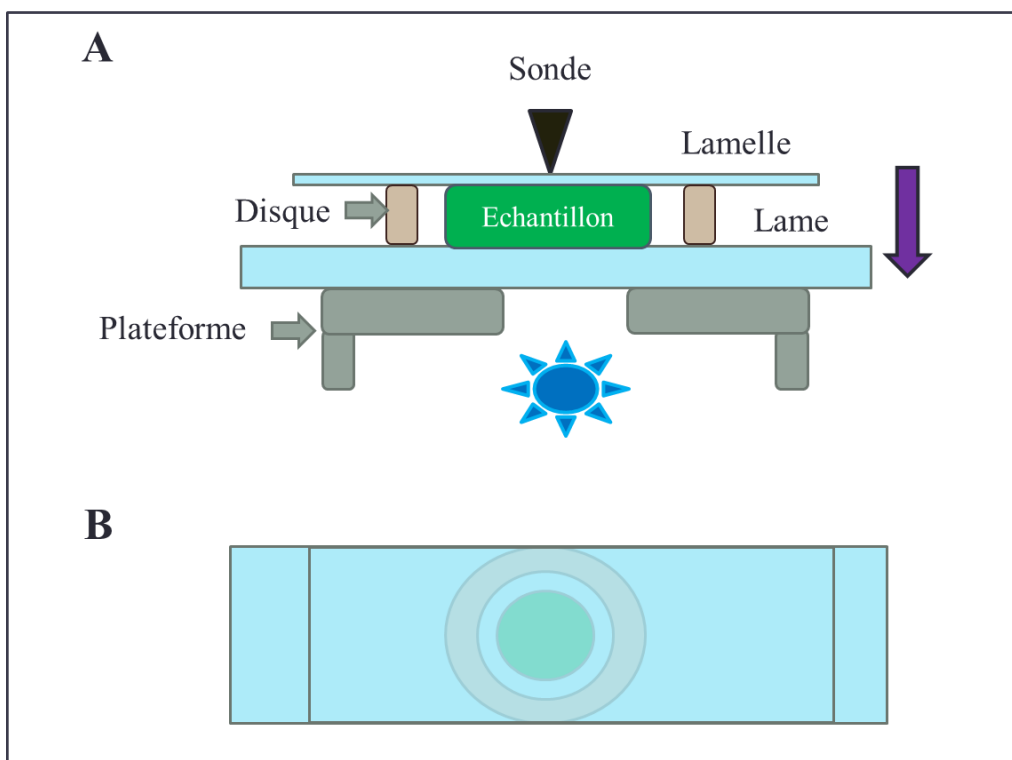 A
Sonde
Lamelle
Disque
Echantillon
Lame
Plateforme
B